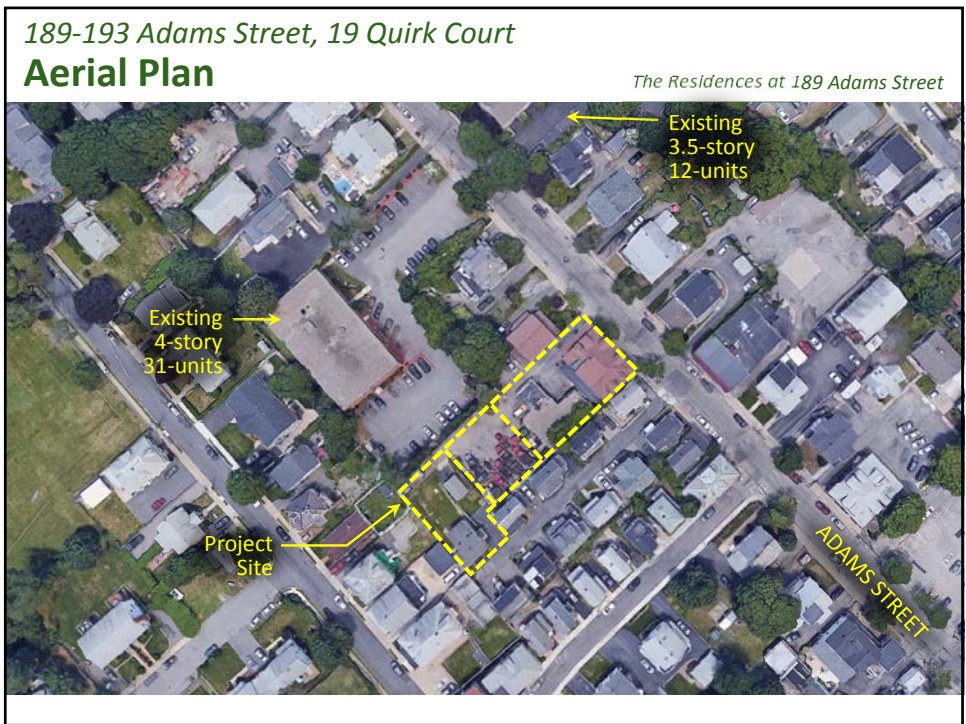 189-193 Adams Street, 19 Quirk Court
Aerial Plan
The Residences at 189 Adams Street
Existing
3.5-story
12-units
Existing
4-story
31-units
Project
Site
ADAMS STREET